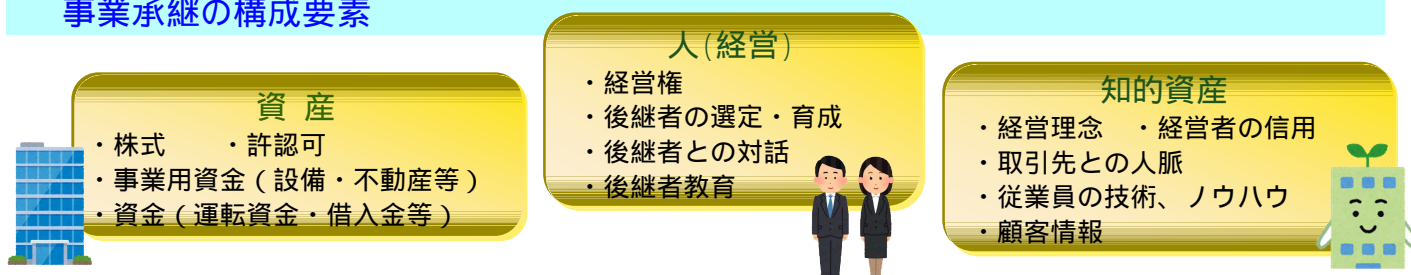 事業承継の構成要素
資 産
・株式　　・許認可
・事業用資金（設備・不動産等）
・資金（運転資金・借入金等）
人(経営)
・経営権
・後継者の選定・育成
・後継者との対話
・後継者教育
知的資産
・経営理念　・経営者の信用
・取引先との人脈
・従業員の技術、ノウハウ
・顧客情報